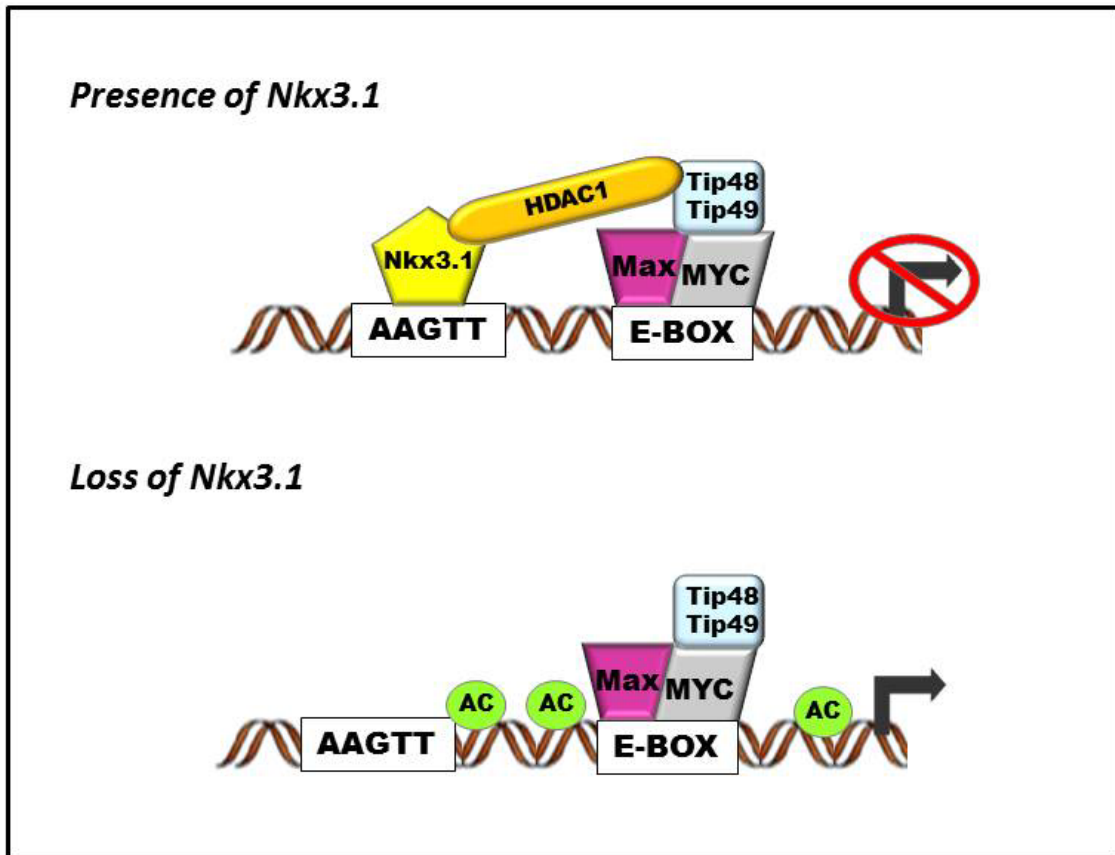 Presence of Nkx3.1
HDAC1
Tip48
Tip49
Nkx3.1
Max
MYC
AAGTT
E-BOX
Loss of Nkx3.1
Tip48
Tip49
Max
MYC
AC
AC
AC
AAGTT
E-BOX